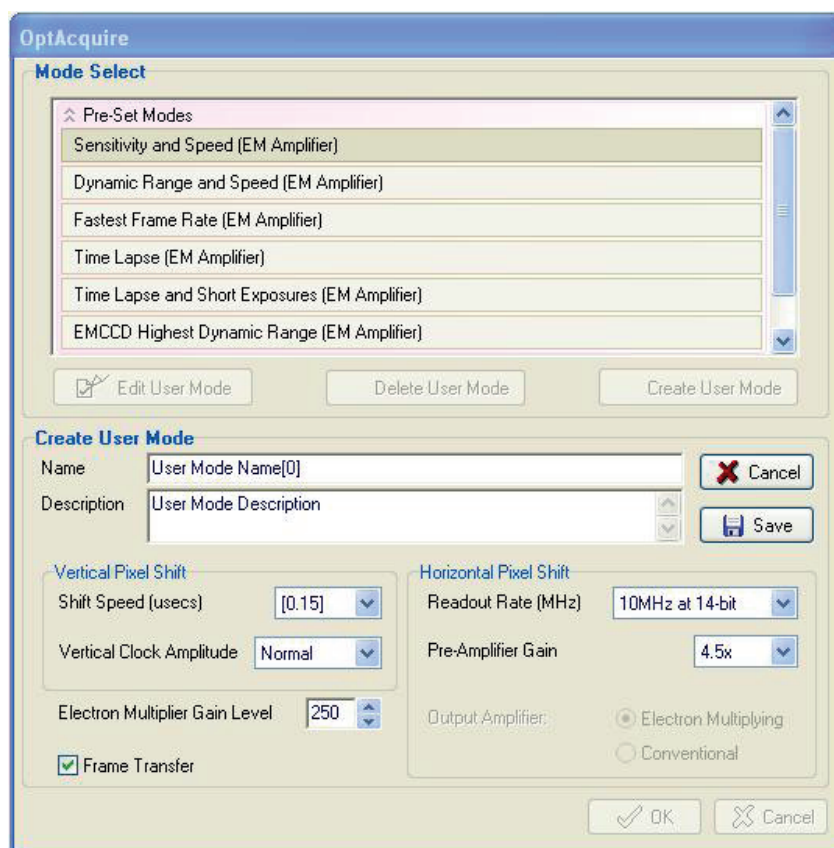 OptAcquire
Mode Select
Pre-Set Modes
Sensitivity and Speed (EM Amplifier)
Dynamic Range and Speed (EM Amplifier)
Fastest Frame Rate (EM Amplifier)
Time Lapse (EM Amplifier)
Time Lapse and Short Exposures (EM Amplifier)
EMCCD Highest Dynamic Range (EM Amplifier)
Edit User Mode Delete User Mode Create User Mode
Create User Mode
Name User Mode Name[0] Cancel
Description User Mode Description Save
Vertical Pixel Shift Horizontal Pixel Shift
Shift Speed (usecs) [0.15] Readout Rate (MHz) 10MHz at 14-bit
Vertical Clock Amplitude Normal Pre-Amplifier Gain 4.5x
Electron Multiplier Gain Level 250 Output Amplifier: Electron Multiplying
Conventional
Frame Transfer
OK Cancel